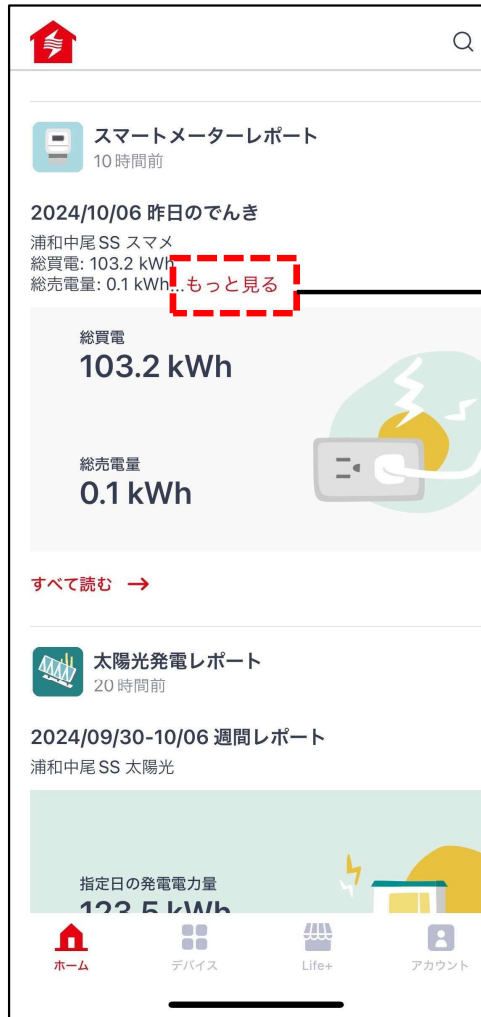 スマートメーターレポート
10時間前
2024/10/06 昨日のでんき
浦和中尾SS スマメ
総買電: 103.2 kWh
総売電量: 0.1 kWh...もっと見る
総買電
103.2 kWh
総売電量
0.1 kWh
すべて読む →
太陽光発電レポート
20時間前
2024/09/30-10/06 週間レポート
浦和中尾SS 太陽光
指定日の発電電力量
123.5 kWh
ホーム デバイス Life+ アカウント